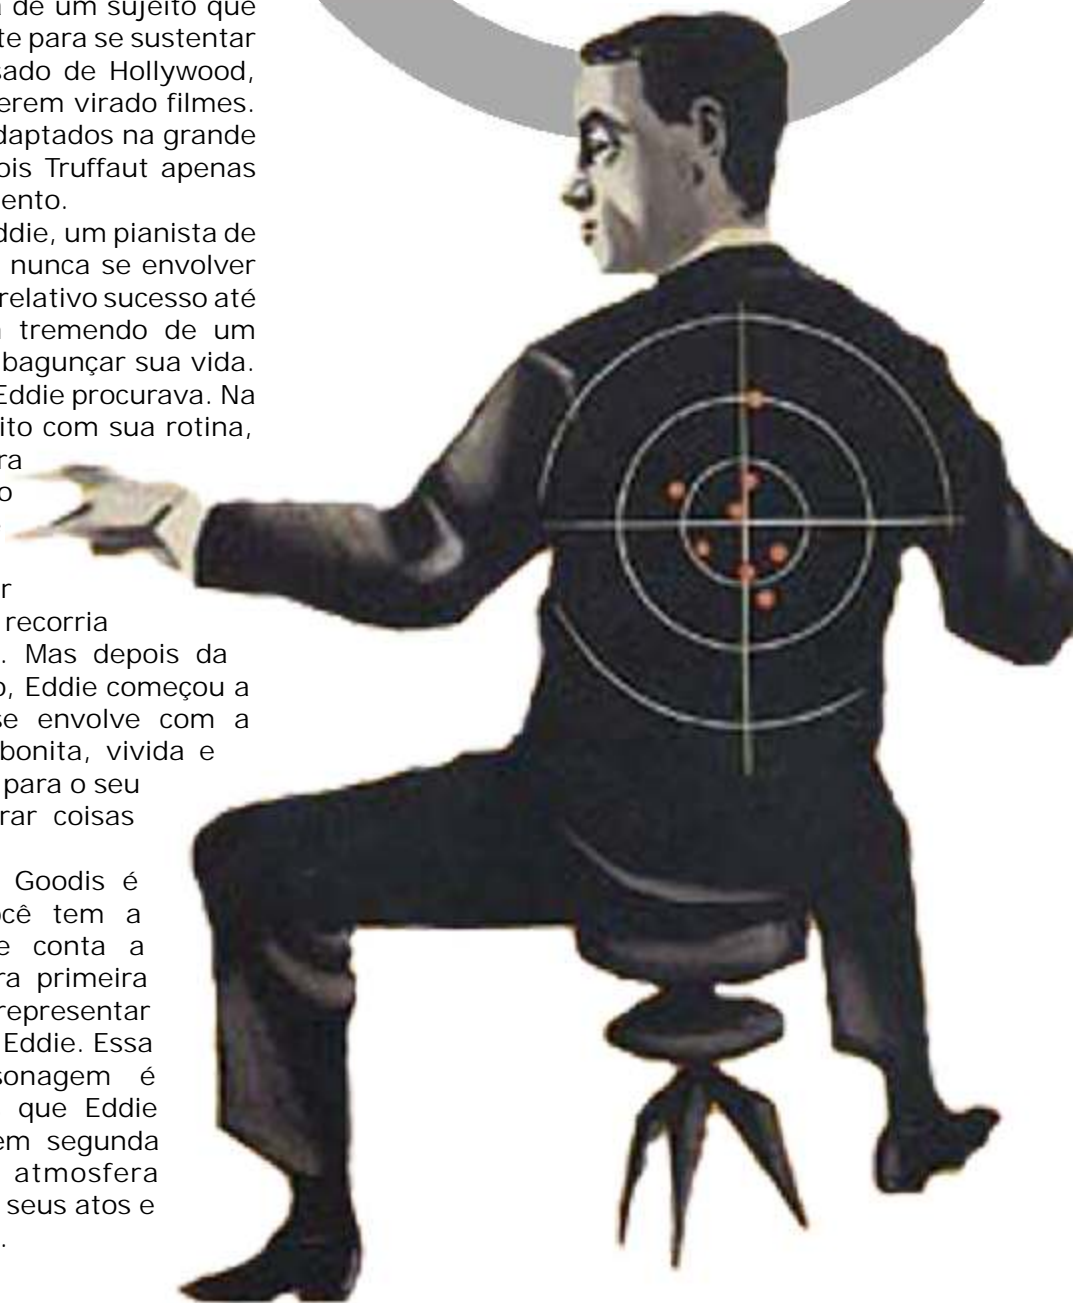 de um sujeito que
te para se sustentar
sado de Hollywood,
erem virado filmes.
daptados na grande
ois Truffaut apenas
ento.
ddie, um pianista de
nunca se envolver
relativo sucesso até
tremendo de um
bagunçar sua vida.
Eddie procurava. Na
ito com sua rotina,
ra
o
r
recorria
. Mas depois da
o, Eddie começou a
se envolve com a
bonita, vivida e
para o seu
rar coisas
Goodis é
ocê tem a
e conta a
ra primeira
representar
Eddie. Essa
sonagem é
que Eddie
em segunda
atmosfera
seus atos e
.